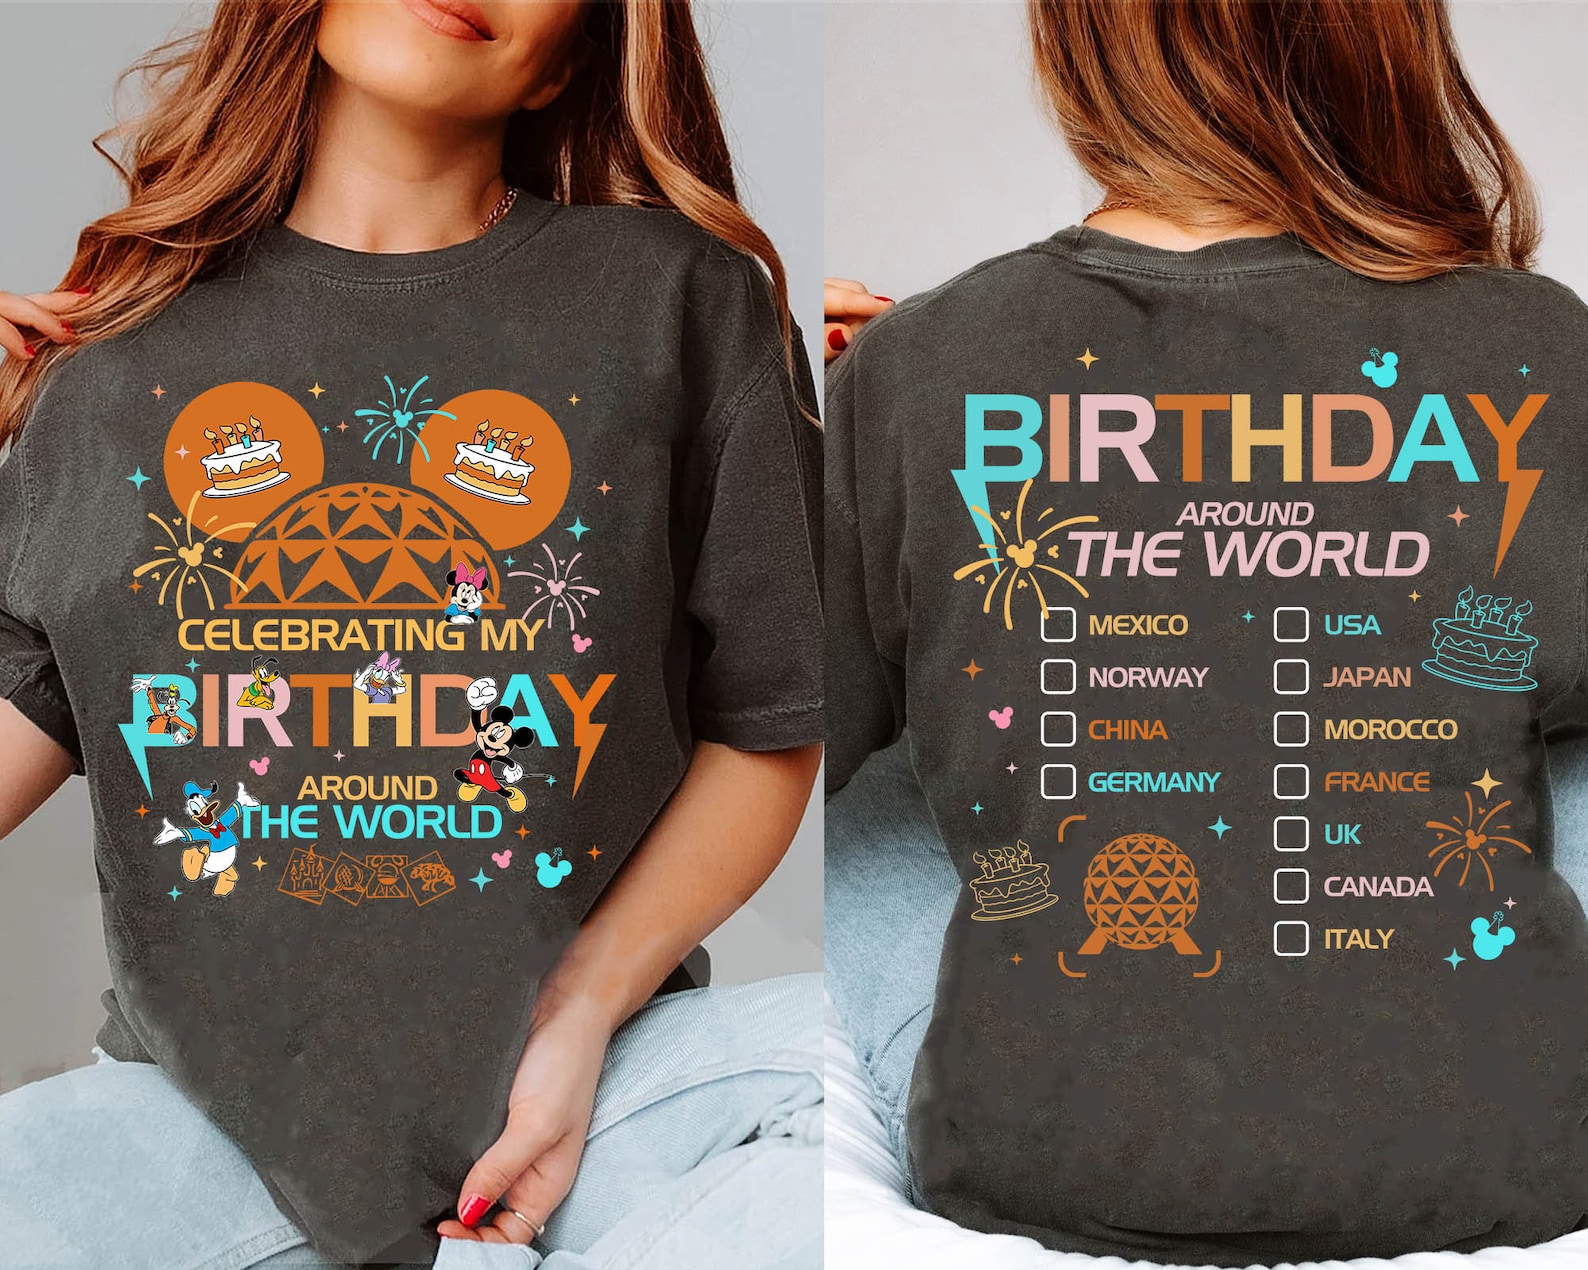 CELEBRATING MY
BIRTHDAY
AROUND
THE WORLD
BIRTHDAY
AROUND
THE WORLD
MEXICO
NORWAY
CHINA
GERMANY
USA
JAPAN
MOROCCO
FRANCE
UK
CANADA
ITALY